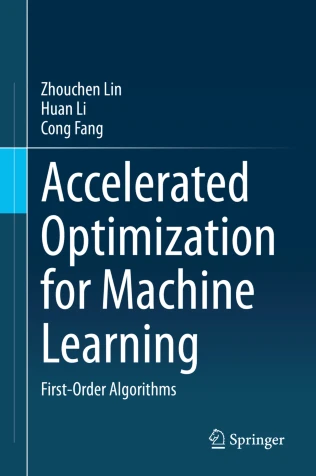 Zhouchen Lin
Huan Li
Cong Fang
Accelerated
Optimization
for Machine
Learning
First-Order Algorithms
Springer